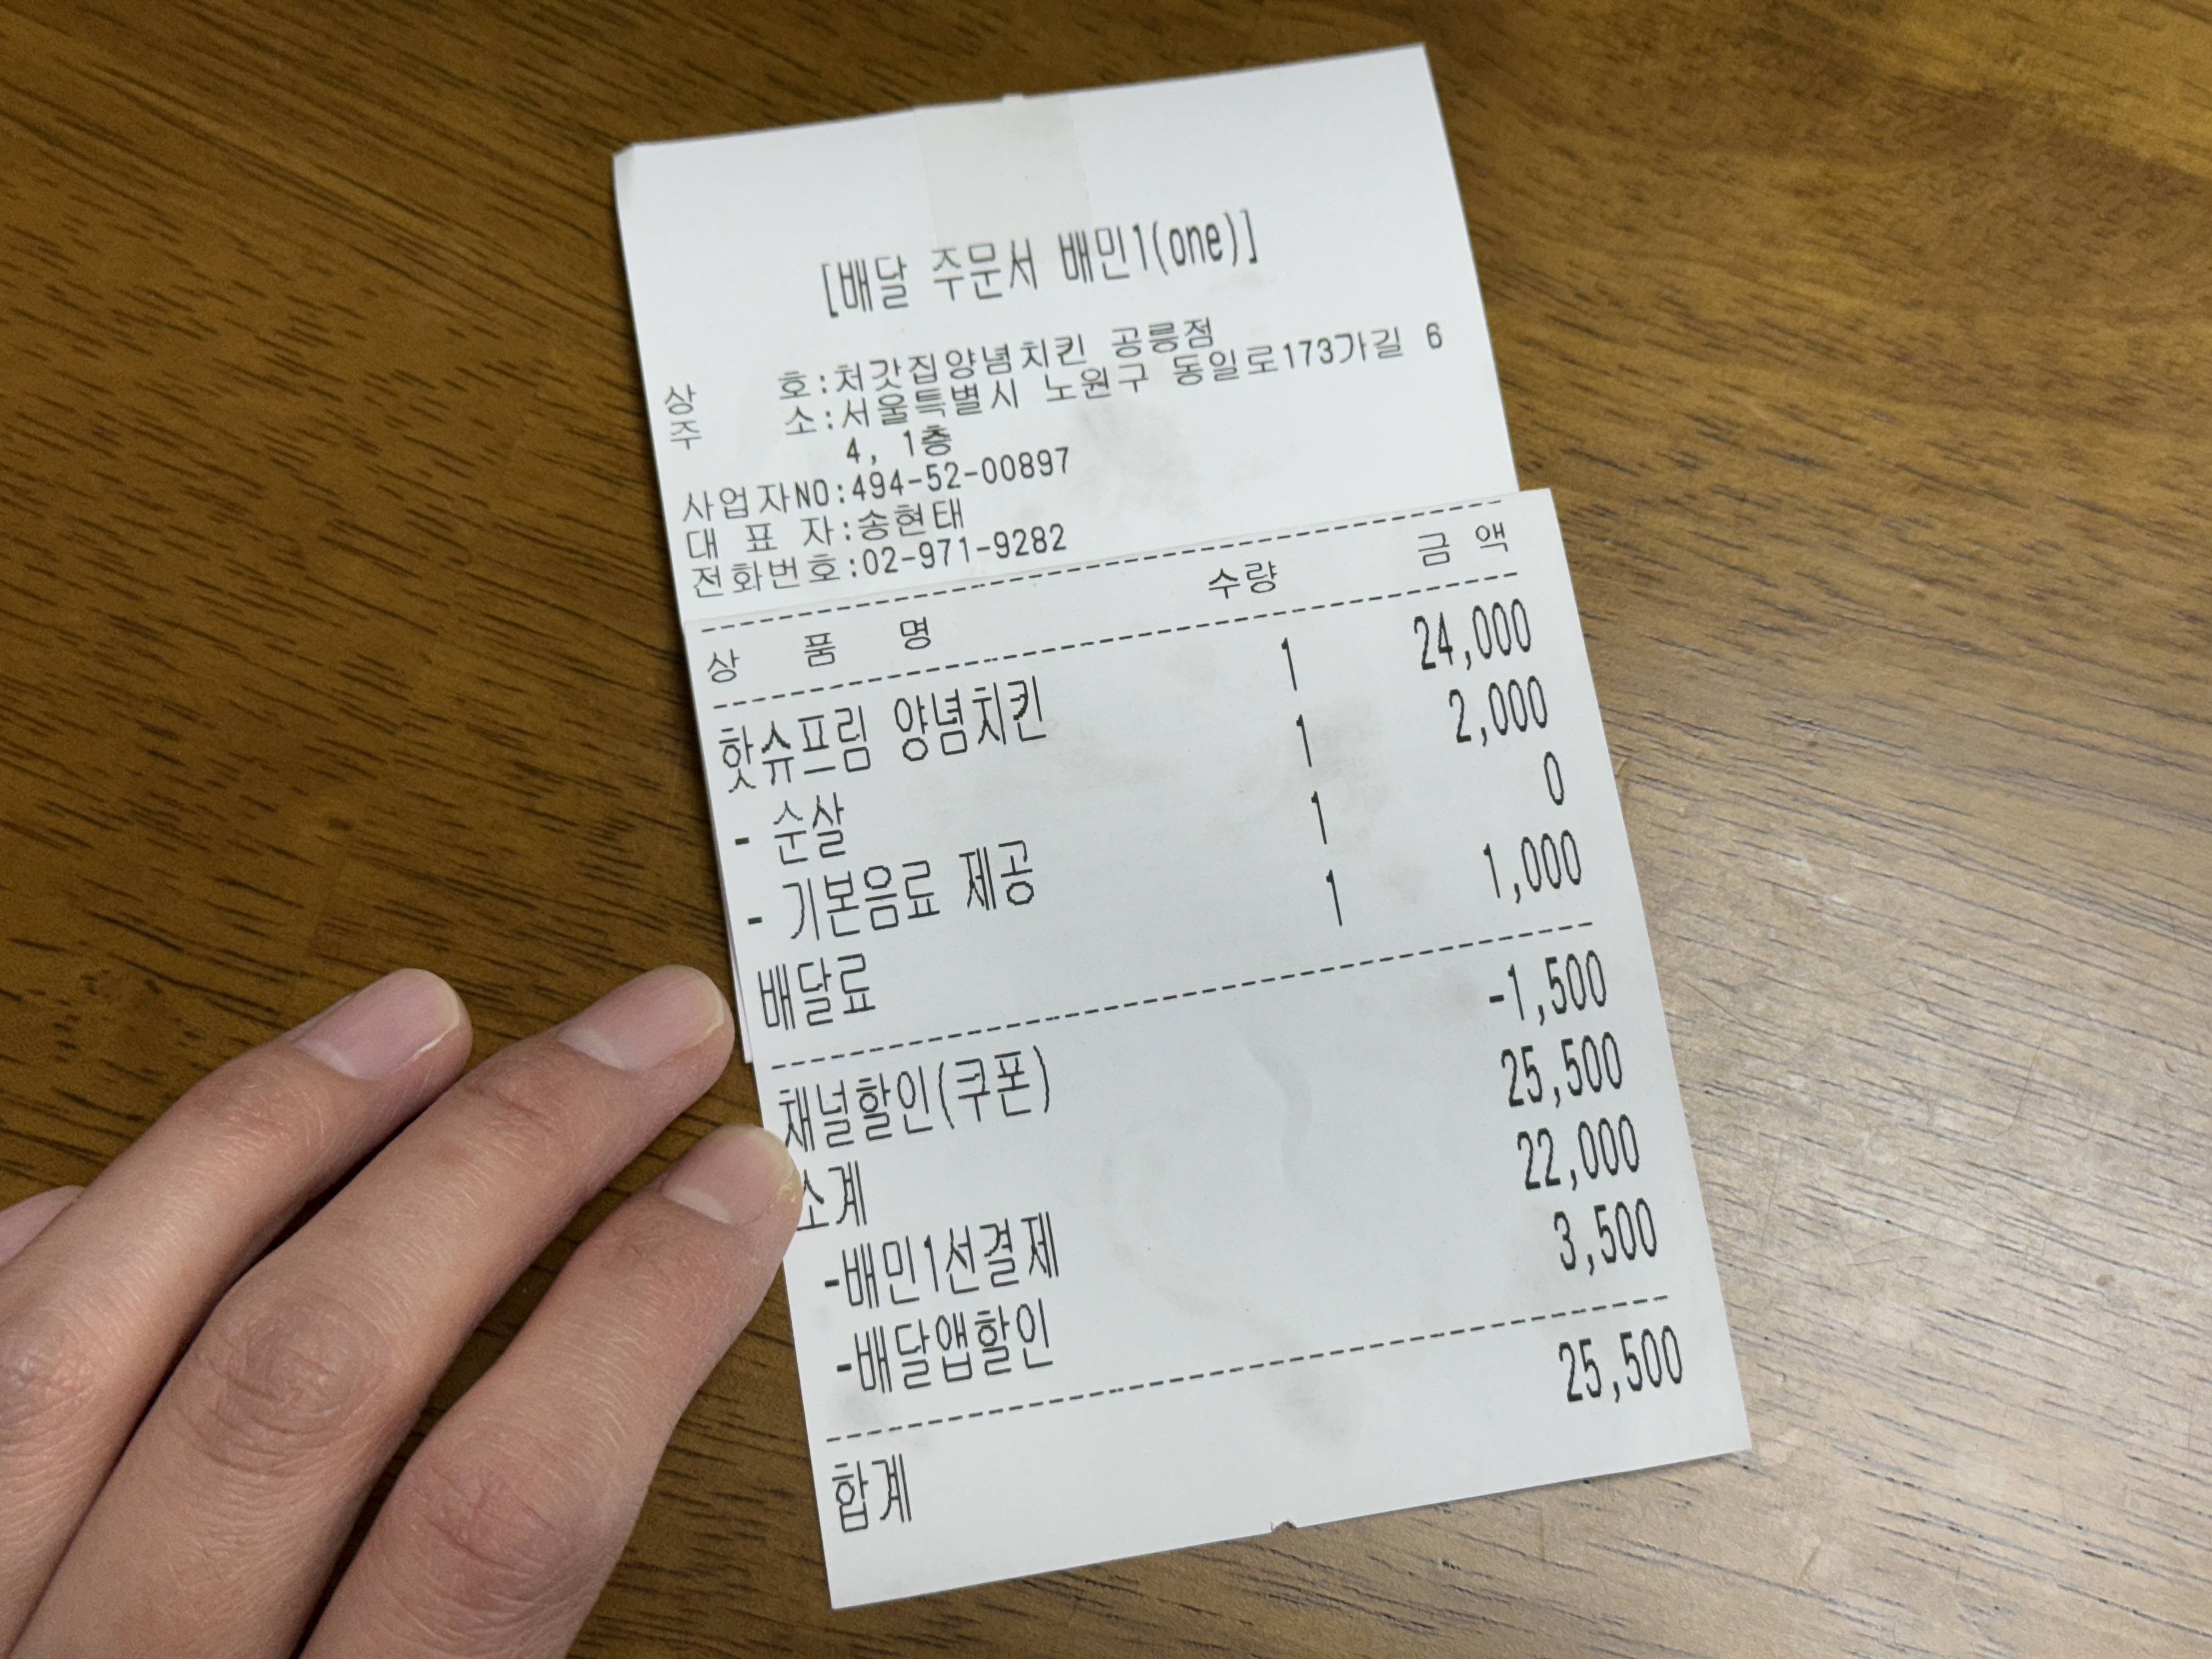 [배달 주문서 배민1(one)]
상 호:처갓집양념치킨 공릉점
주 소:서울특별시 노원구 동일로173가길 6
4, 1층
사업자NO:494-52-00897
대 표 자:송현태
전화번호:02-971-9282
상 품 명 수량 금 액
핫슈프림 양념치킨 1 24,000
- 순살 1 2,000
- 기본음료 제공 1 0
배달료 1 1,000
채널할인(쿠폰) -1,500
소계 25,500
-배민1선결제 22,000
-배달앱할인 3,500
합계 25,500